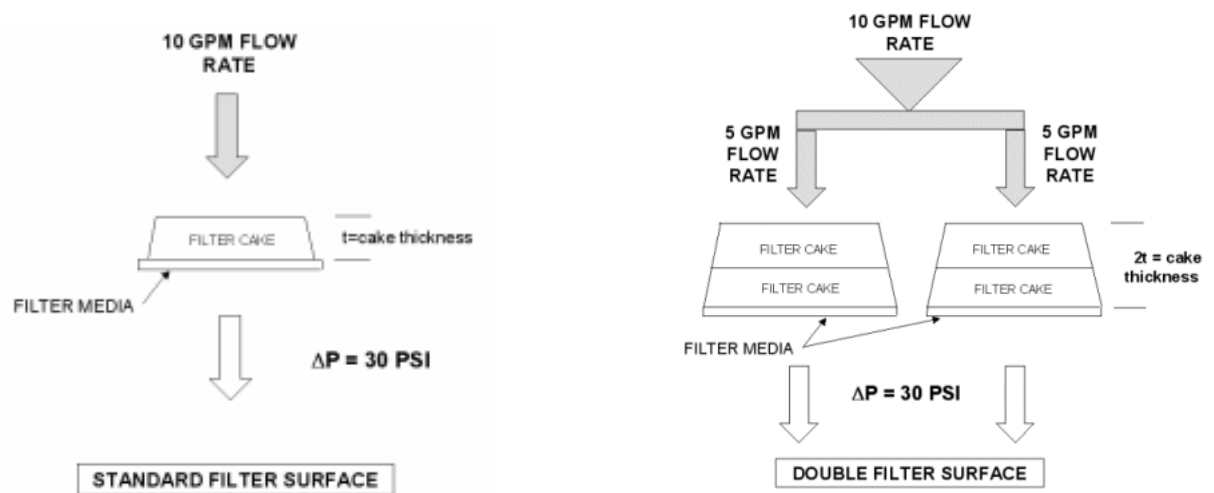 10 GPM FLOW
RATE
FILTER CAKE
t=cake thickness
FILTER MEDIA
ΔP = 30 PSI
STANDARD FILTER SURFACE
10 GPM FLOW
RATE
5 GPM
FLOW
RATE
5 GPM
FLOW
RATE
FILTER CAKE
FILTER CAKE
FILTER CAKE
FILTER CAKE
2t = cake
thickness
FILTER MEDIA
ΔP = 30 PSI
DOUBLE FILTER SURFACE